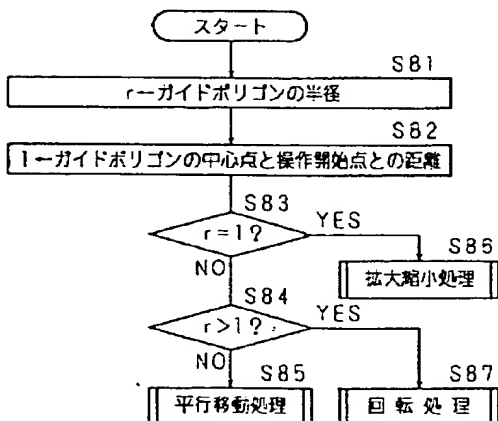 スタート
S81
r←ガイドポリゴンの半径
S82
l←ガイドポリゴンの中心点と操作開始点との距離
S83
r=l?
YES
NO
S86
拡大縮小処理
S84
r>l?
YES
NO
S85
平行移動処理
S87
回転処理